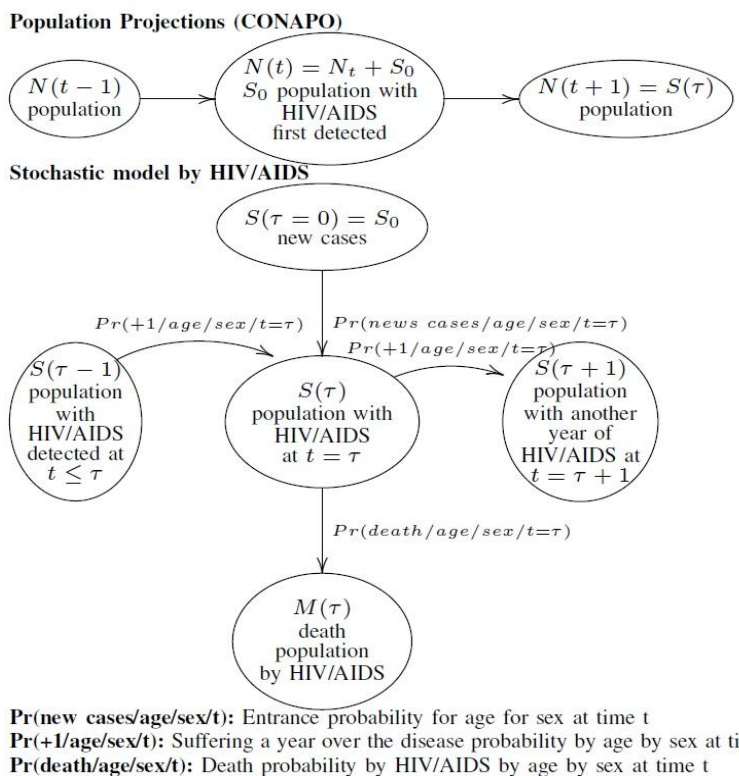 Population Projections (CONAPO)
N(t − 1)
population
N(t) = N_t + S_0
S_0 population with
HIV/AIDS
first detected
N(t + 1) = S(τ)
population
Stochastic model by HIV/AIDS
S(τ = 0) = S_0
new cases
Pr(+1/age/sex/t=τ)
Pr(news cases/age/sex/t=τ)
Pr(+1/age/sex/t=τ)
S(τ − 1)
population
with
HIV/AIDS
detected at
t ≤ τ
S(τ)
population with
HIV/AIDS
at t = τ
S(τ + 1)
population
with another
year of
HIV/AIDS at
t = τ + 1
Pr(death/age/sex/t=τ)
M(τ)
death
population
by HIV/AIDS
Pr(new cases/age/sex/t): Entrance probability for age for sex at time t
Pr(+1/age/sex/t): Suffering a year over the disease probability by age by sex at ti
Pr(death/age/sex/t): Death probability by HIV/AIDS by age by sex at time t